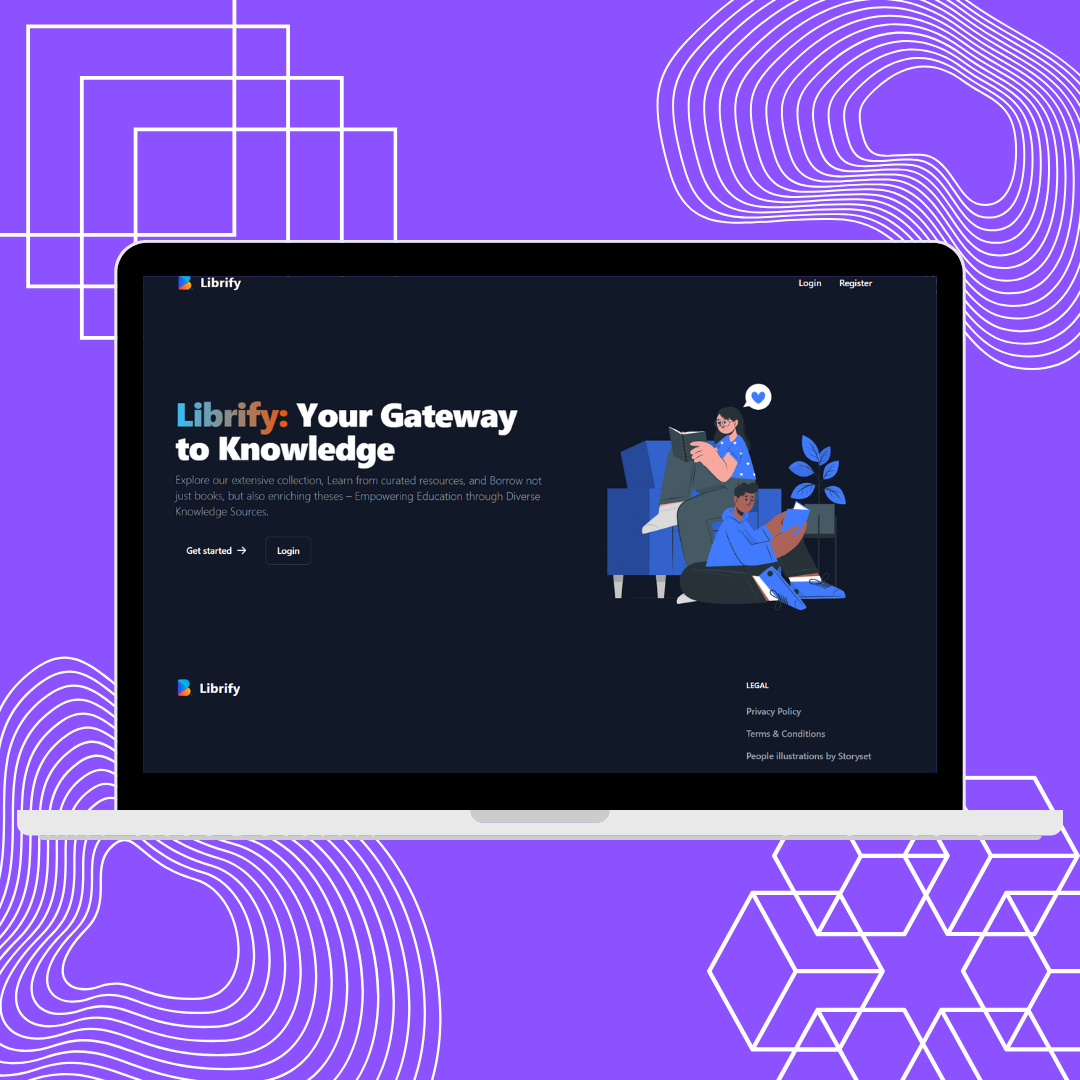 Librify
Login Register
Librify: Your Gateway
to Knowledge
Explore our extensive collection, Learn from curated resources, and Borrow not
just books, but also enriching theses – Empowering Education through Diverse
Knowledge Sources.
Get started → Login
Librify
LEGAL
Privacy Policy
Terms & Conditions
People illustrations by Storyset